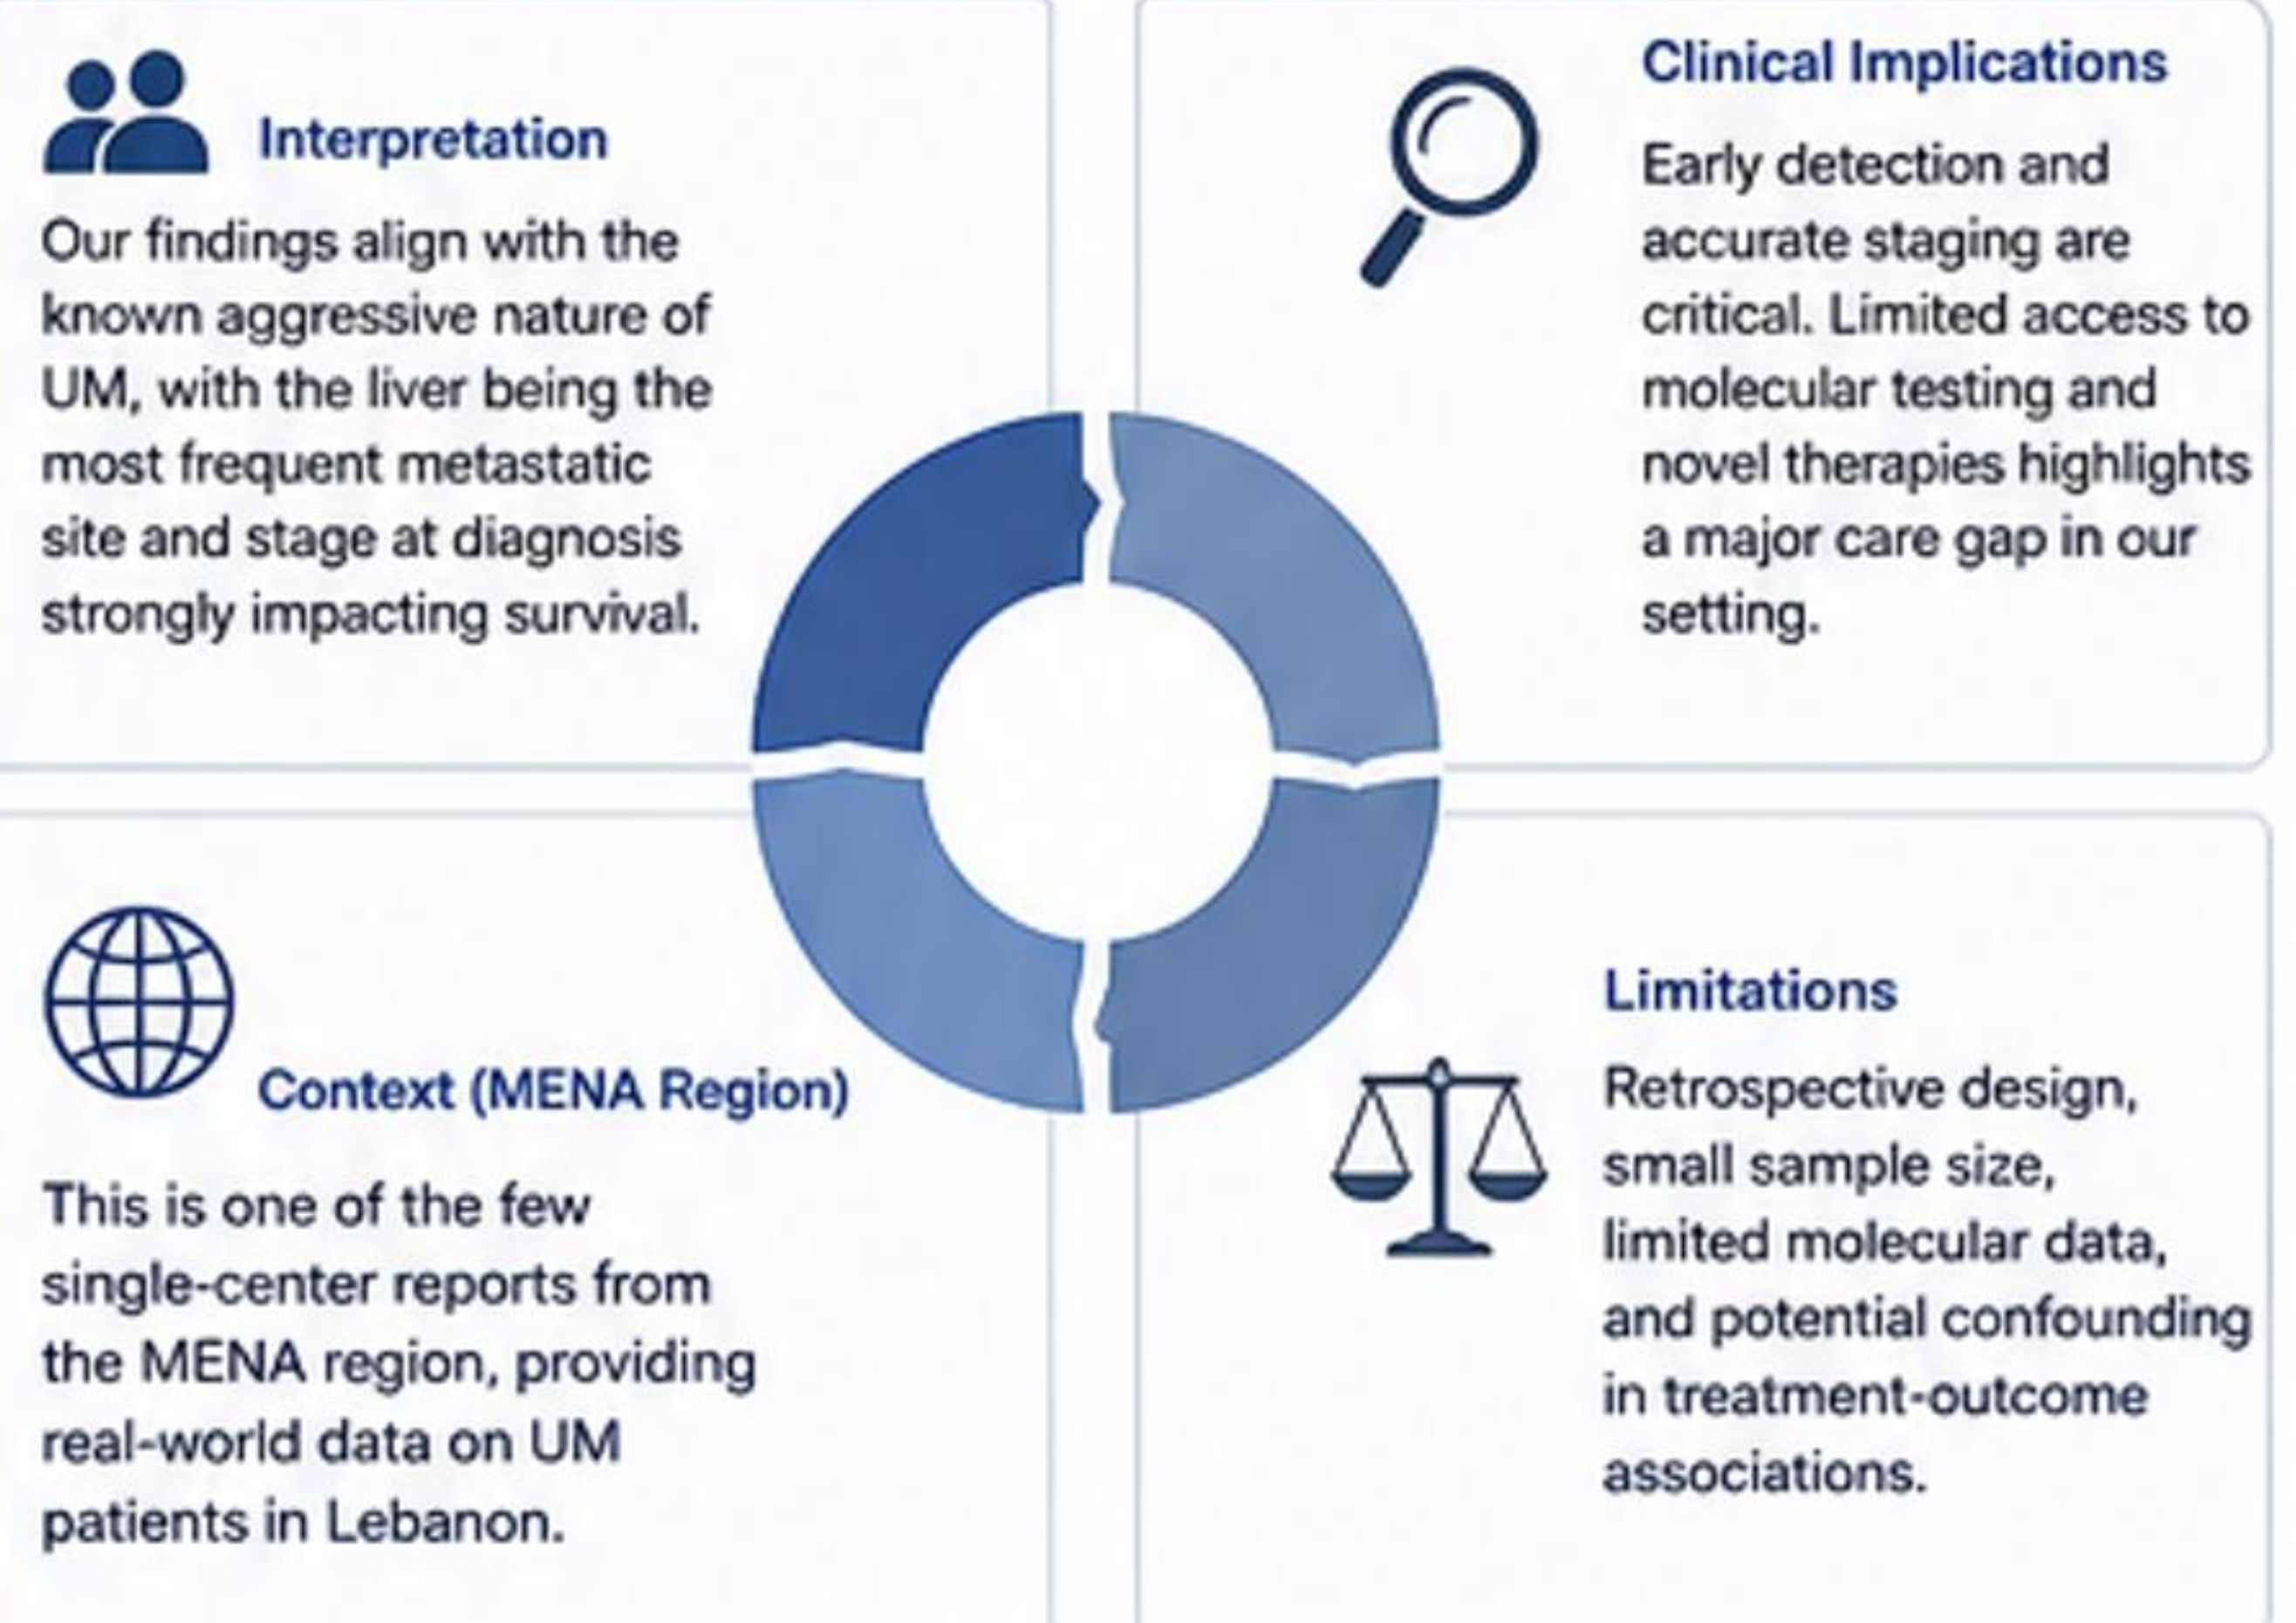 Interpretation
Our findings align with the
known aggressive nature of
UM, with the liver being the
most frequent metastatic
site and stage at diagnosis
strongly impacting survival.
Clinical Implications
Early detection and
accurate staging are
critical. Limited access to
molecular testing and
novel therapies highlights
a major care gap in our
setting.
Context (MENA Region)
This is one of the few
single-center reports from
the MENA region, providing
real-world data on UM
patients in Lebanon.
Limitations
Retrospective design,
small sample size,
limited molecular data,
and potential confounding
in treatment-outcome
associations.